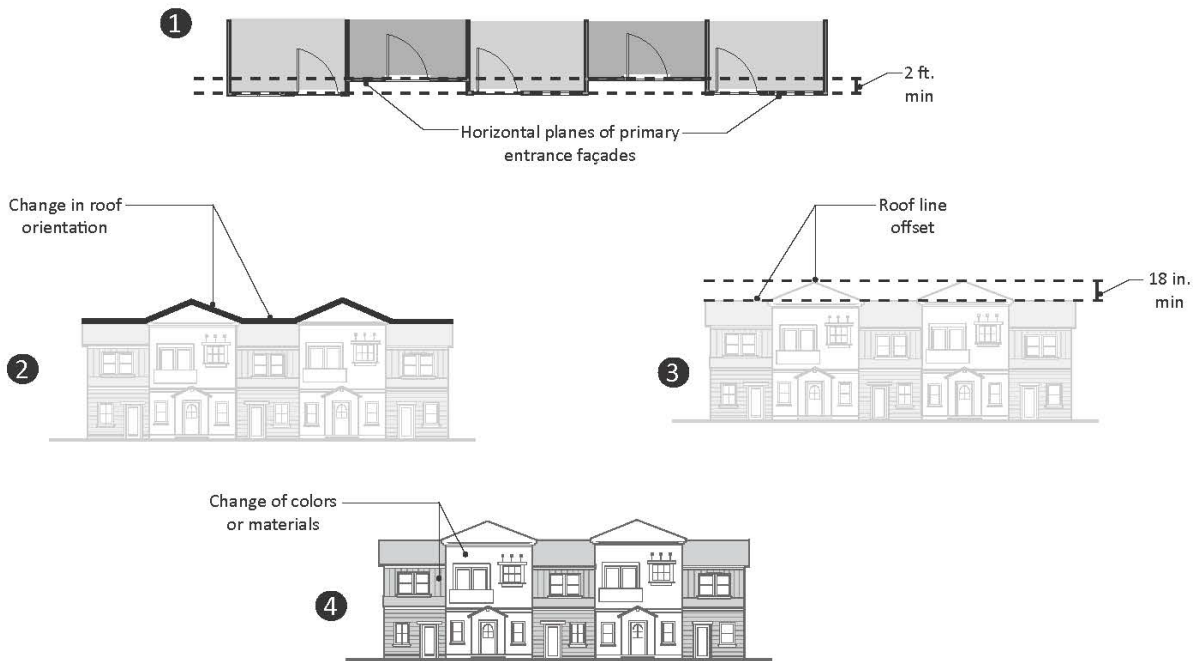 1
2 ft.
min
Horizontal planes of primary
entrance façades
Change in roof
orientation
2
Roof line
offset
18 in.
min
3
Change of colors
or materials
4